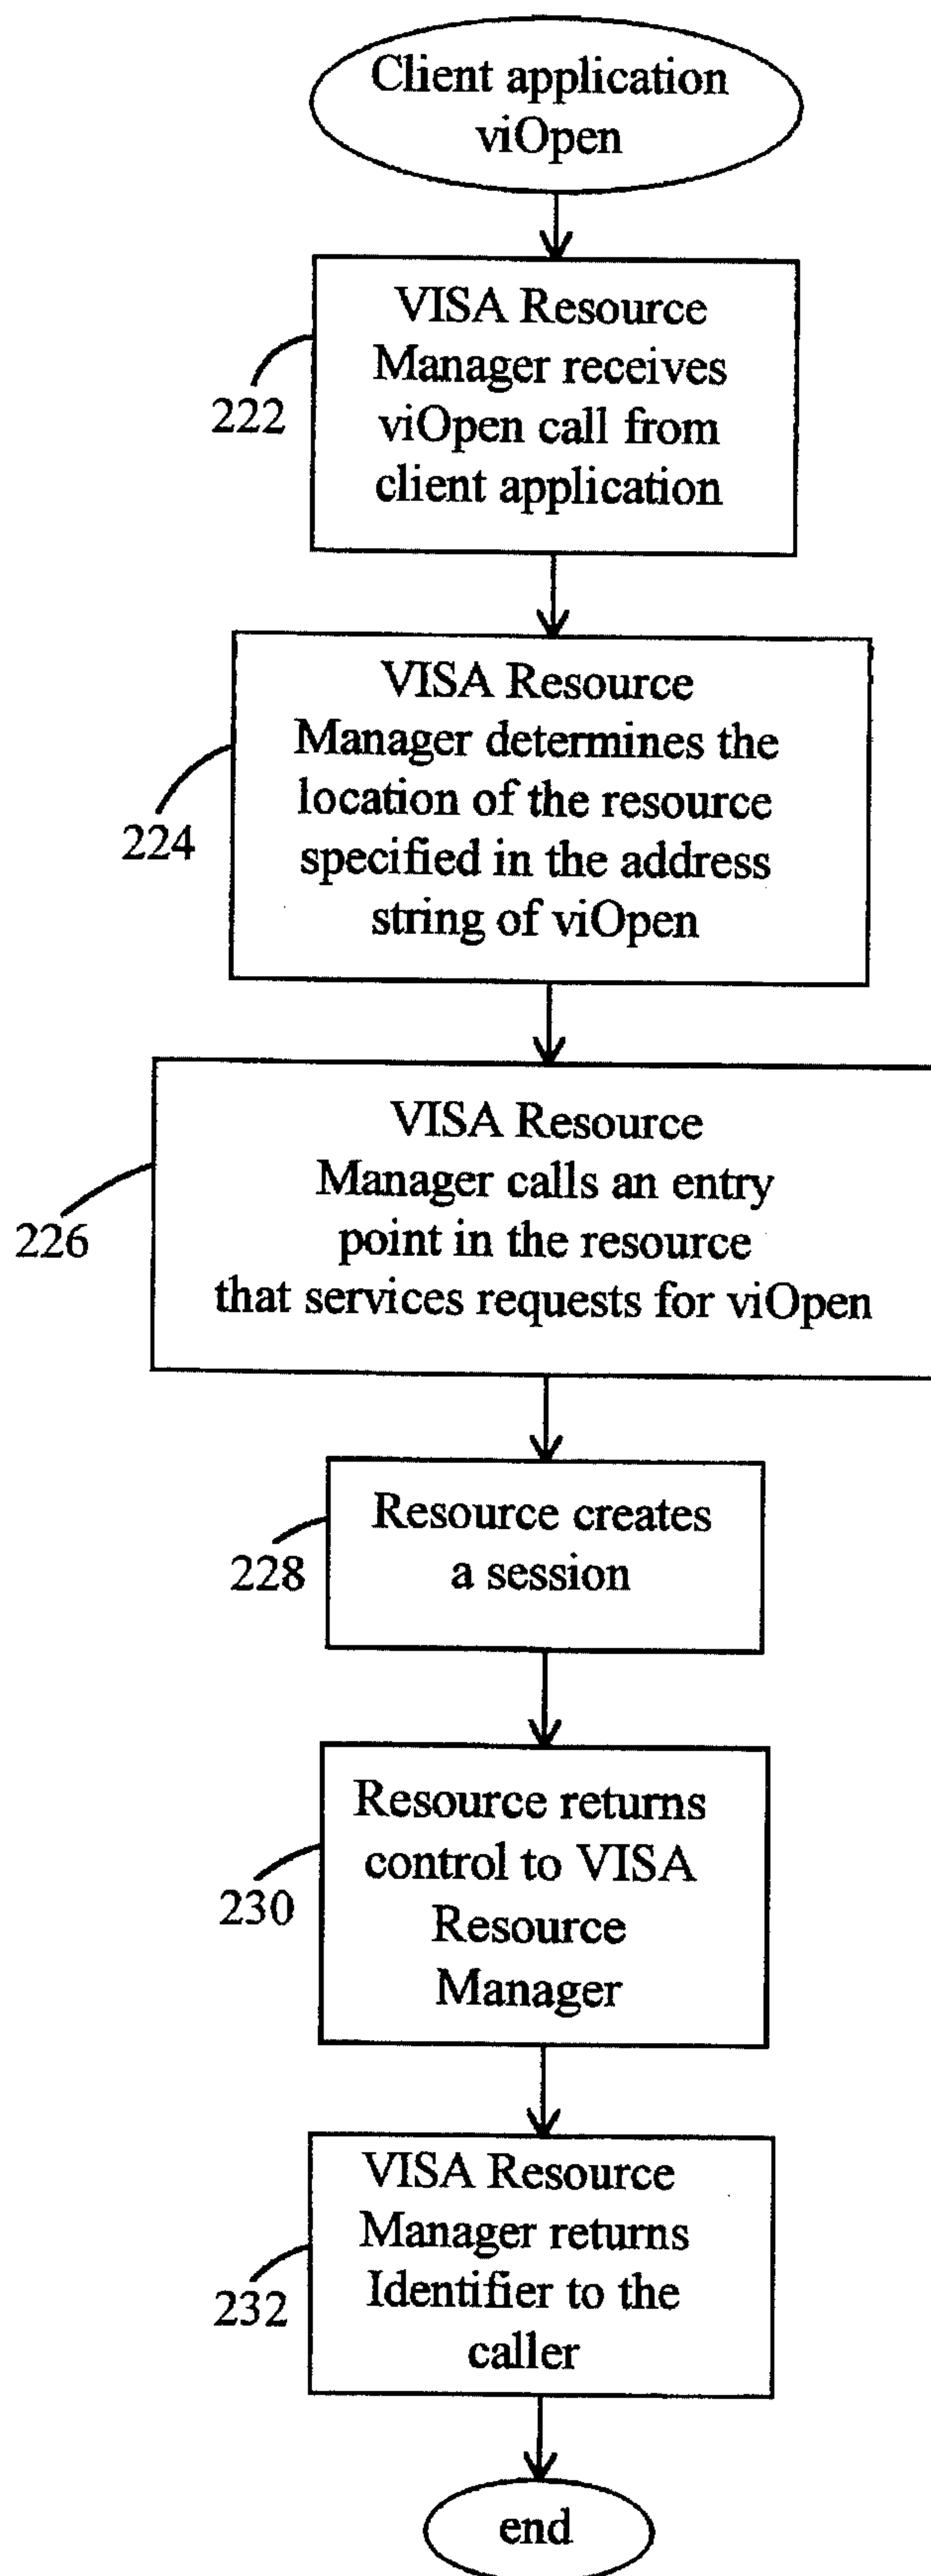 Client application
viOpen
VISA Resource
Manager receives
viOpen call from
client application
222
VISA Resource
Manager determines the
location of the resource
specified in the address
string of viOpen
224
VISA Resource
Manager calls an entry
point in the resource
that services requests for viOpen
226
Resource creates
a session
228
Resource returns
control to VISA
Resource
Manager
230
VISA Resource
Manager returns
Identifier to the
caller
232
end